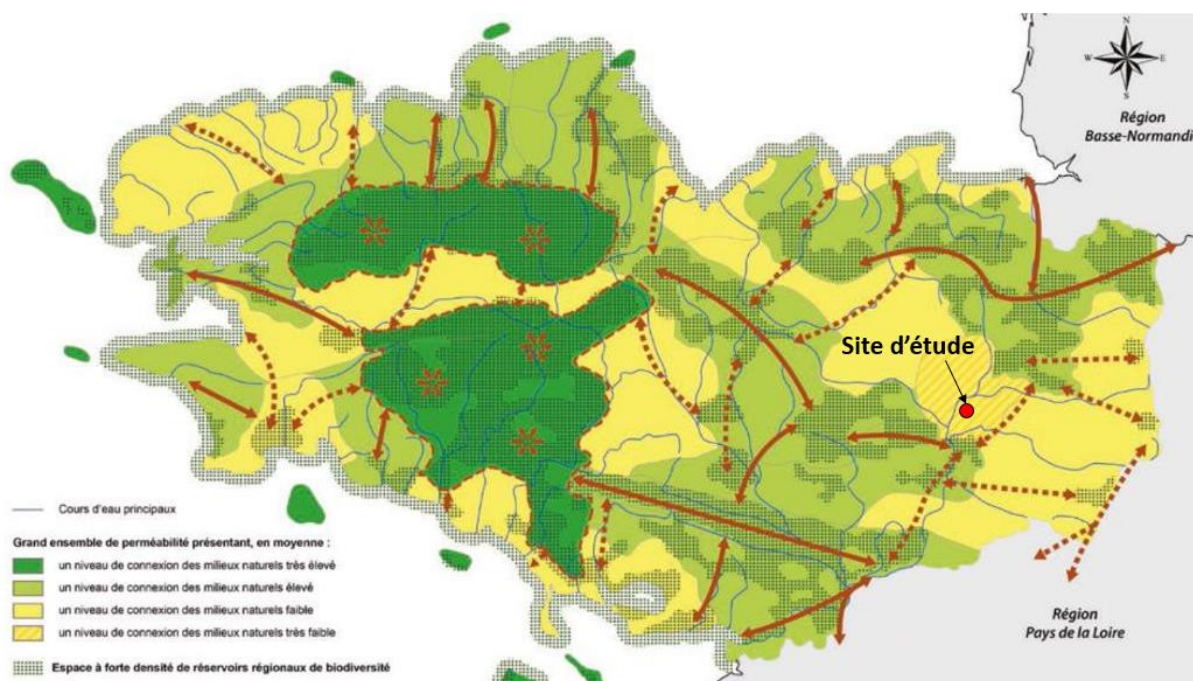 N
W
E
S
Région
Basse-Normandi
Site d'étude
Cours d'eau principaux
Grand ensemble de perméabilité présentant, en moyenne :
un niveau de connexion des milieux naturels très élevé
un niveau de connexion des milieux naturels élevé
un niveau de connexion des milieux naturels faible
un niveau de connexion des milieux naturels très faible
Espace à forte densité de réservoirs régionaux de biodiversité
Région
Pays de la Loire